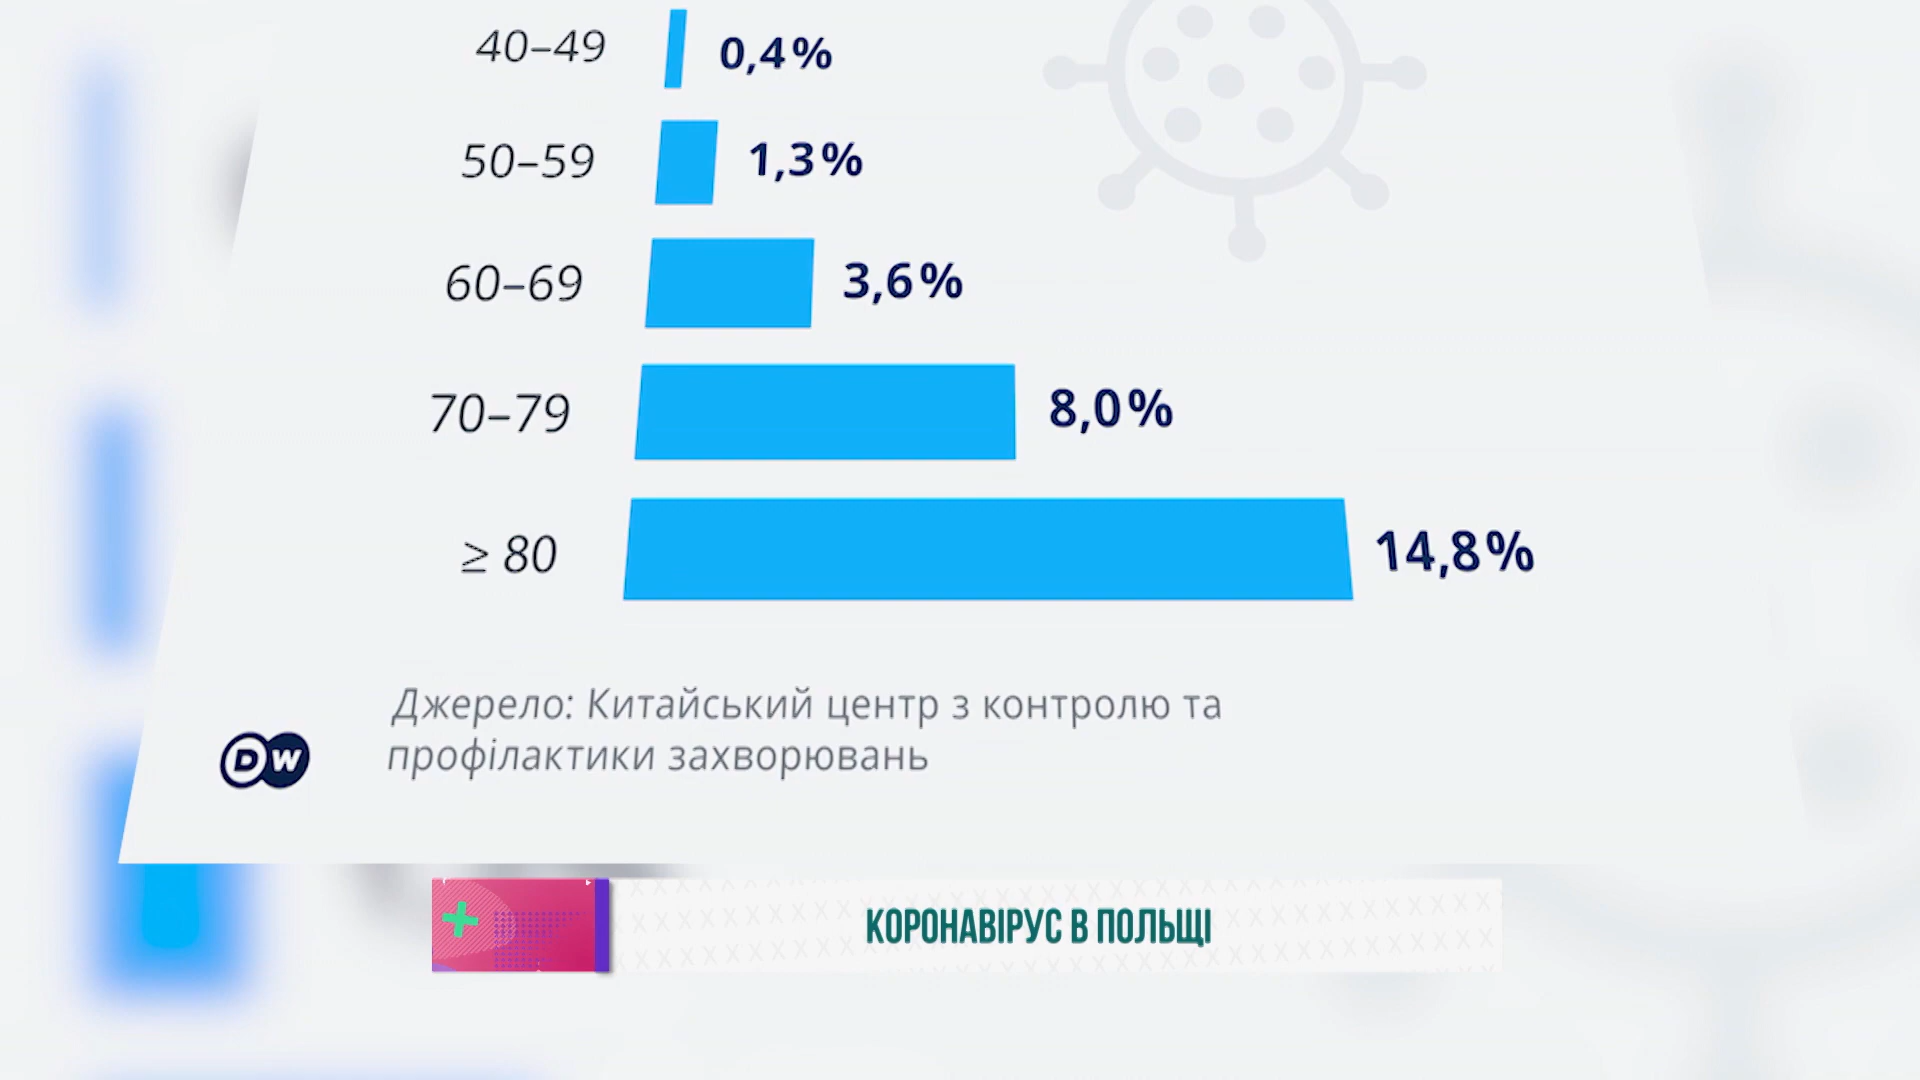 40–49 0,4%
50–59 1,3%
60–69 3,6%
70–79 8,0%
≥ 80 14,8%
Джерело: Китайський центр з контролю та
профілактики захворювань
DW
КОРОНАВІРУС В ПОЛЬЩІ